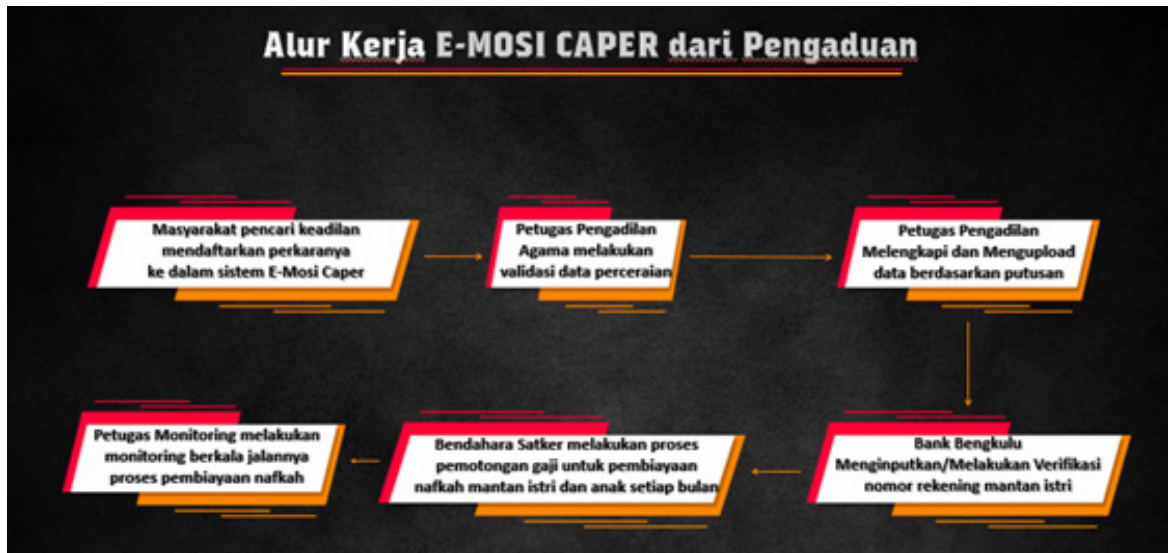 Alur Kerja E-MOSI CAPER dari Pengaduan
Masyarakat pencari keadilan
mendaftarkan perkaranya
ke dalam sistem E-Mosi Caper
Petugas Pengadilan
Agama melakukan
validasi data perceraian
Petugas Pengadilan
Melengkapi dan Mengupload
data berdasarkan putusan
Bank Bengkulu
Menginputkan/Melakukan Verifikasi
nomor rekening mantan istri
Bendahara Satker melakukan proses
pemotongan gaji untuk pembiayaan
nafkah mantan istri dan anak setiap bulan
Petugas Monitoring melakukan
monitoring berkala jalannya
proses pembiayaan nafkah